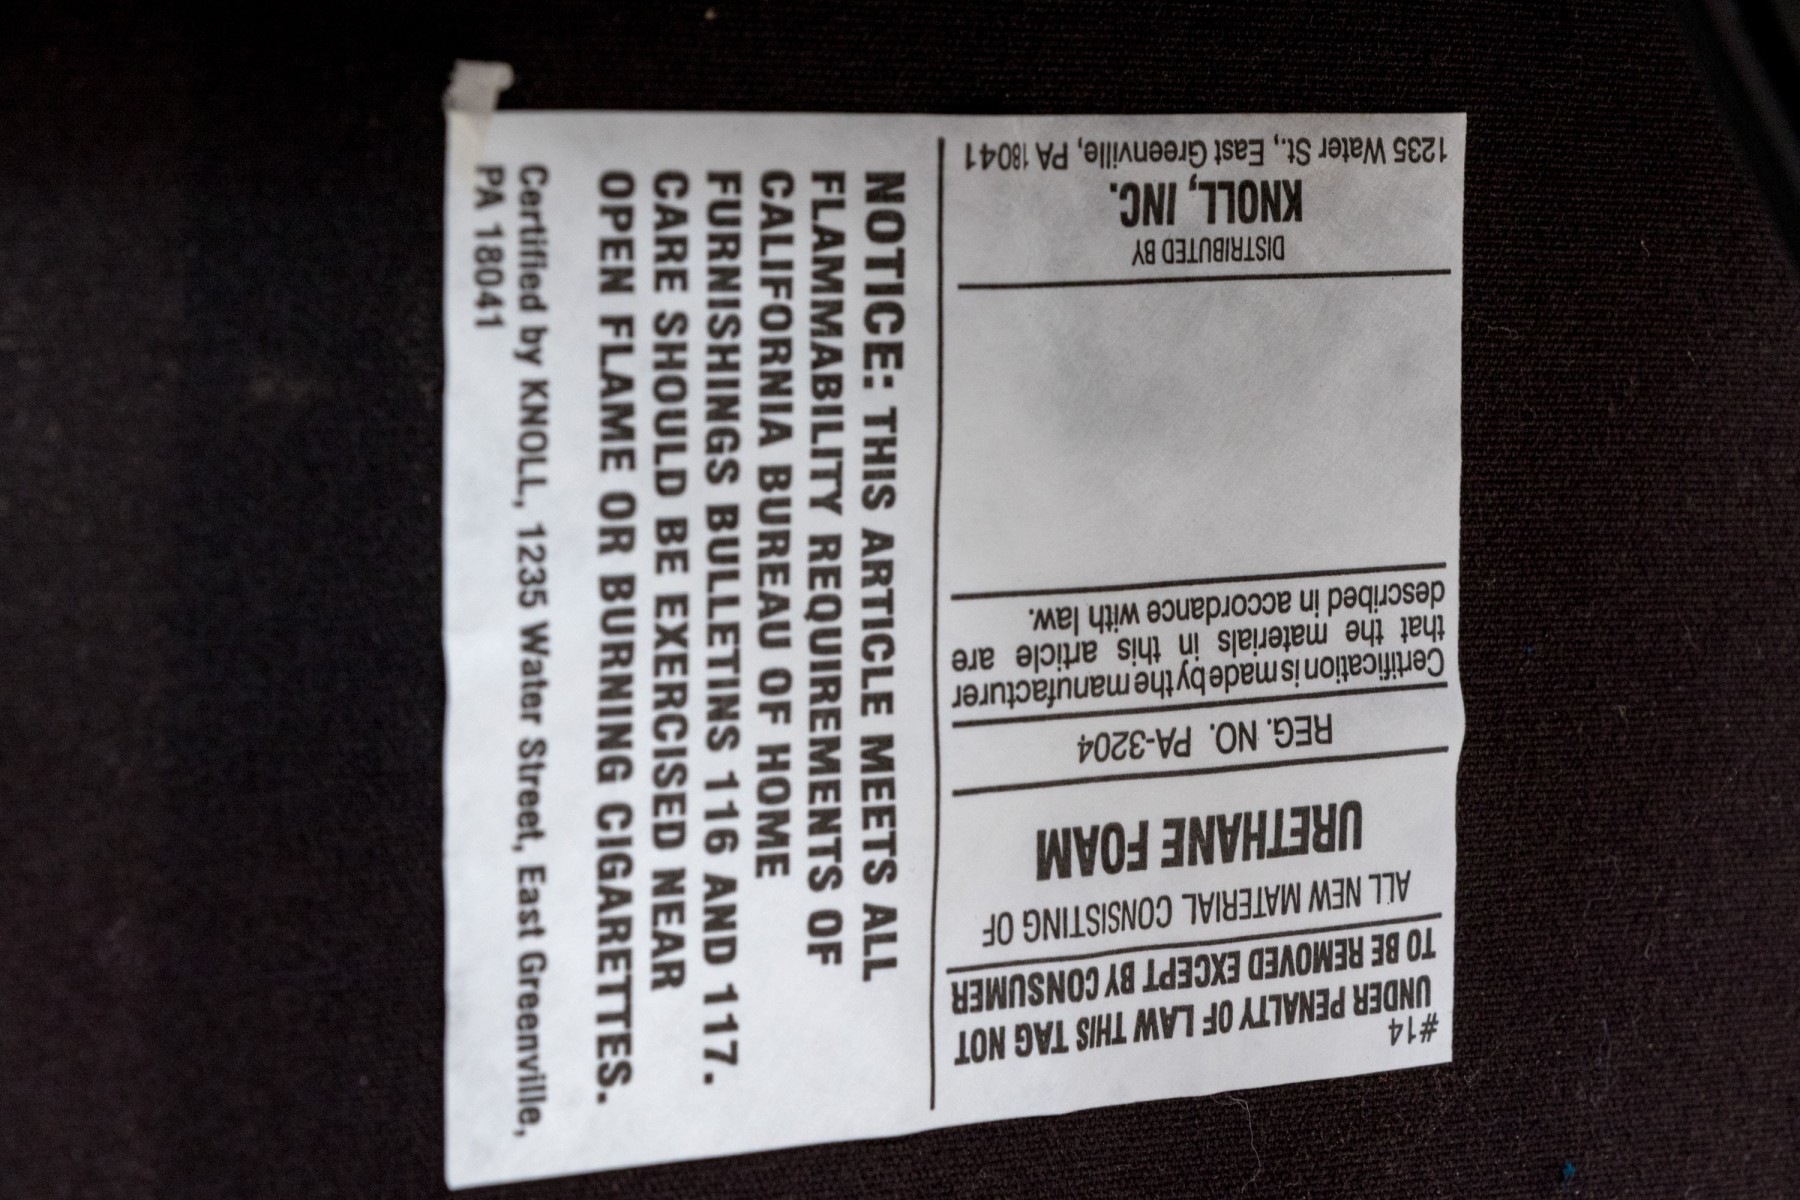 #14
UNDER PENALTY OF LAW THIS TAG NOT
TO BE REMOVED EXCEPT BY CONSUMER
ALL NEW MATERIAL CONSISTING OF
URETHANE FOAM
REG. NO. PA-3204
Certification is made by the manufacturer
that the materials in this article are
described in accordance with law.
DISTRIBUTED BY
KNOLL, INC.
1235 Water St., East Greenville, PA 18041
NOTICE: THIS ARTICLE MEETS ALL
FLAMMABILITY REQUIREMENTS OF
CALIFORNIA BUREAU OF HOME
FURNISHINGS BULLETINS 116 AND 117.
CARE SHOULD BE EXERCISED NEAR
OPEN FLAME OR BURNING CIGARETTES.
Certified by KNOLL, 1235 Water Street, East Greenville,
PA 18041